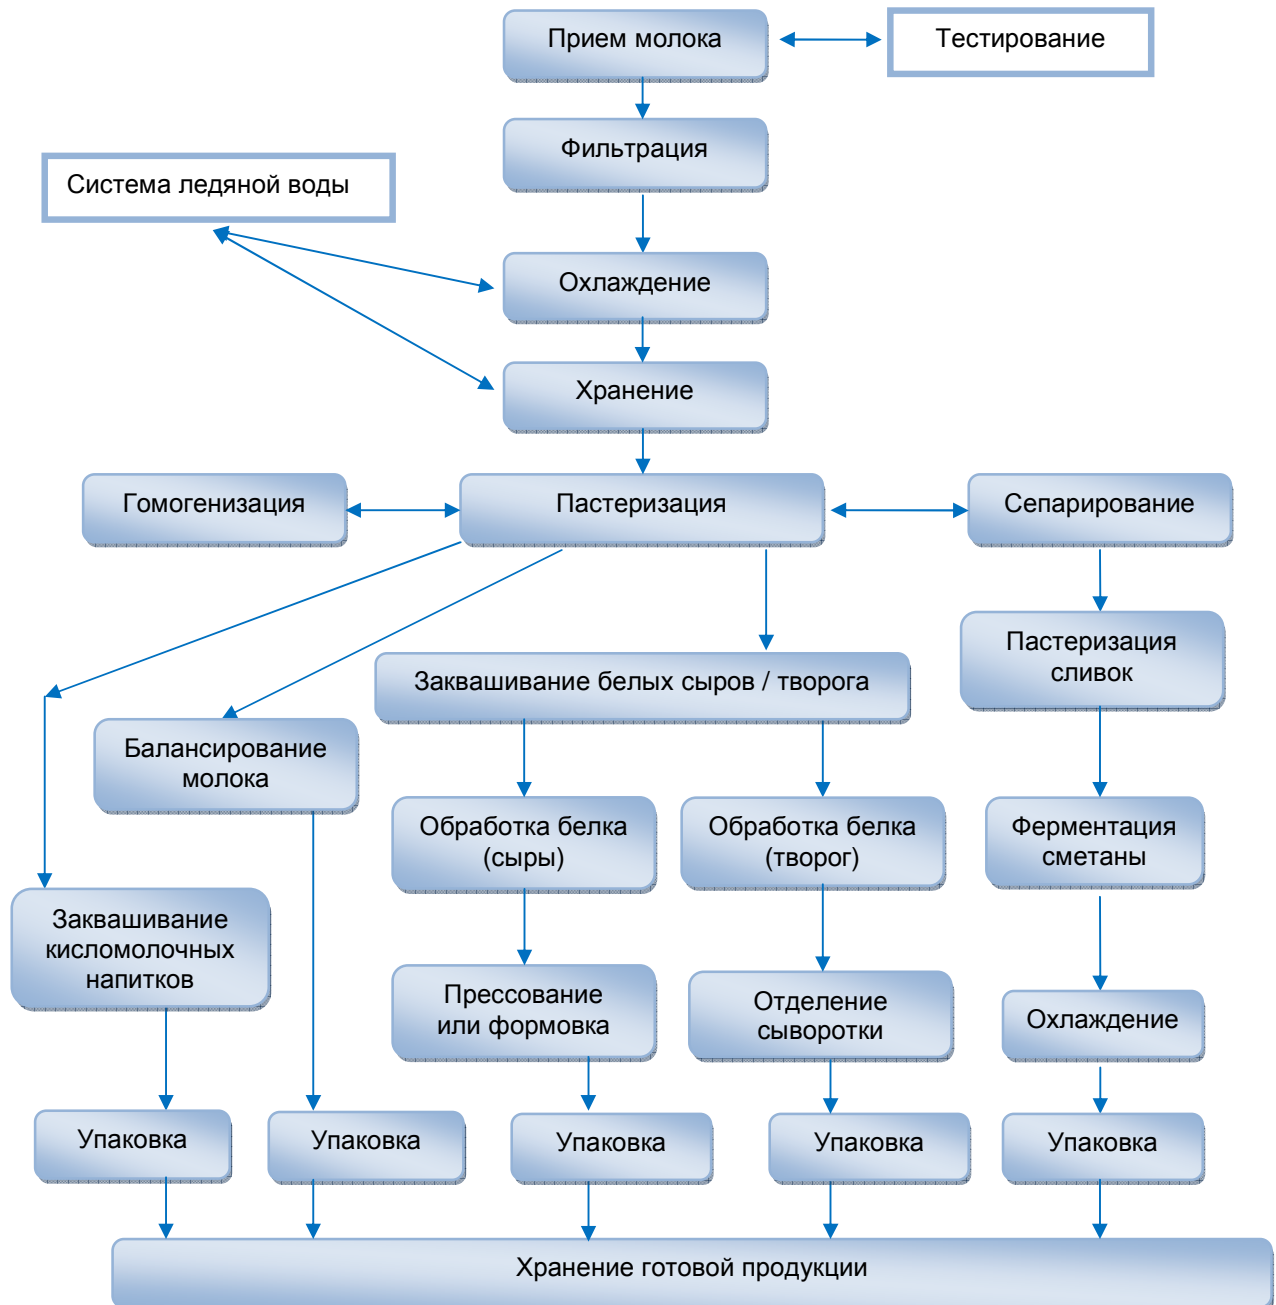 Прием молока
Тестирование
Фильтрация
Система ледяной воды
Охлаждение
Хранение
Гомогенизация
Пастеризация
Сепарирование
Пастеризация
сливок
Заквашивание белых сыров / творога
Балансирование
молока
Обработка белка
(сыры)
Обработка белка
(творог)
Ферментация
сметаны
Заквашивание
кисломолочных
напитков
Прессование
или формовка
Отделение
сыворотки
Охлаждение
Упаковка
Упаковка
Упаковка
Упаковка
Упаковка
Хранение готовой продукции